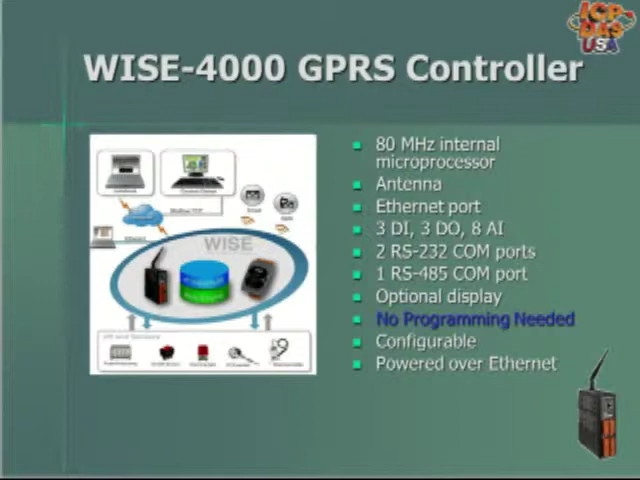 ICP
DAS
USA
WISE-4000 GPRS Controller
80 MHz internal
microprocessor
Antenna
Ethernet port
3 DI, 3 DO, 8 AI
2 RS-232 COM ports
1 RS-485 COM port
Optional display
No Programming Needed
Configurable
Powered over Ethernet
Modbus TCP
WISE